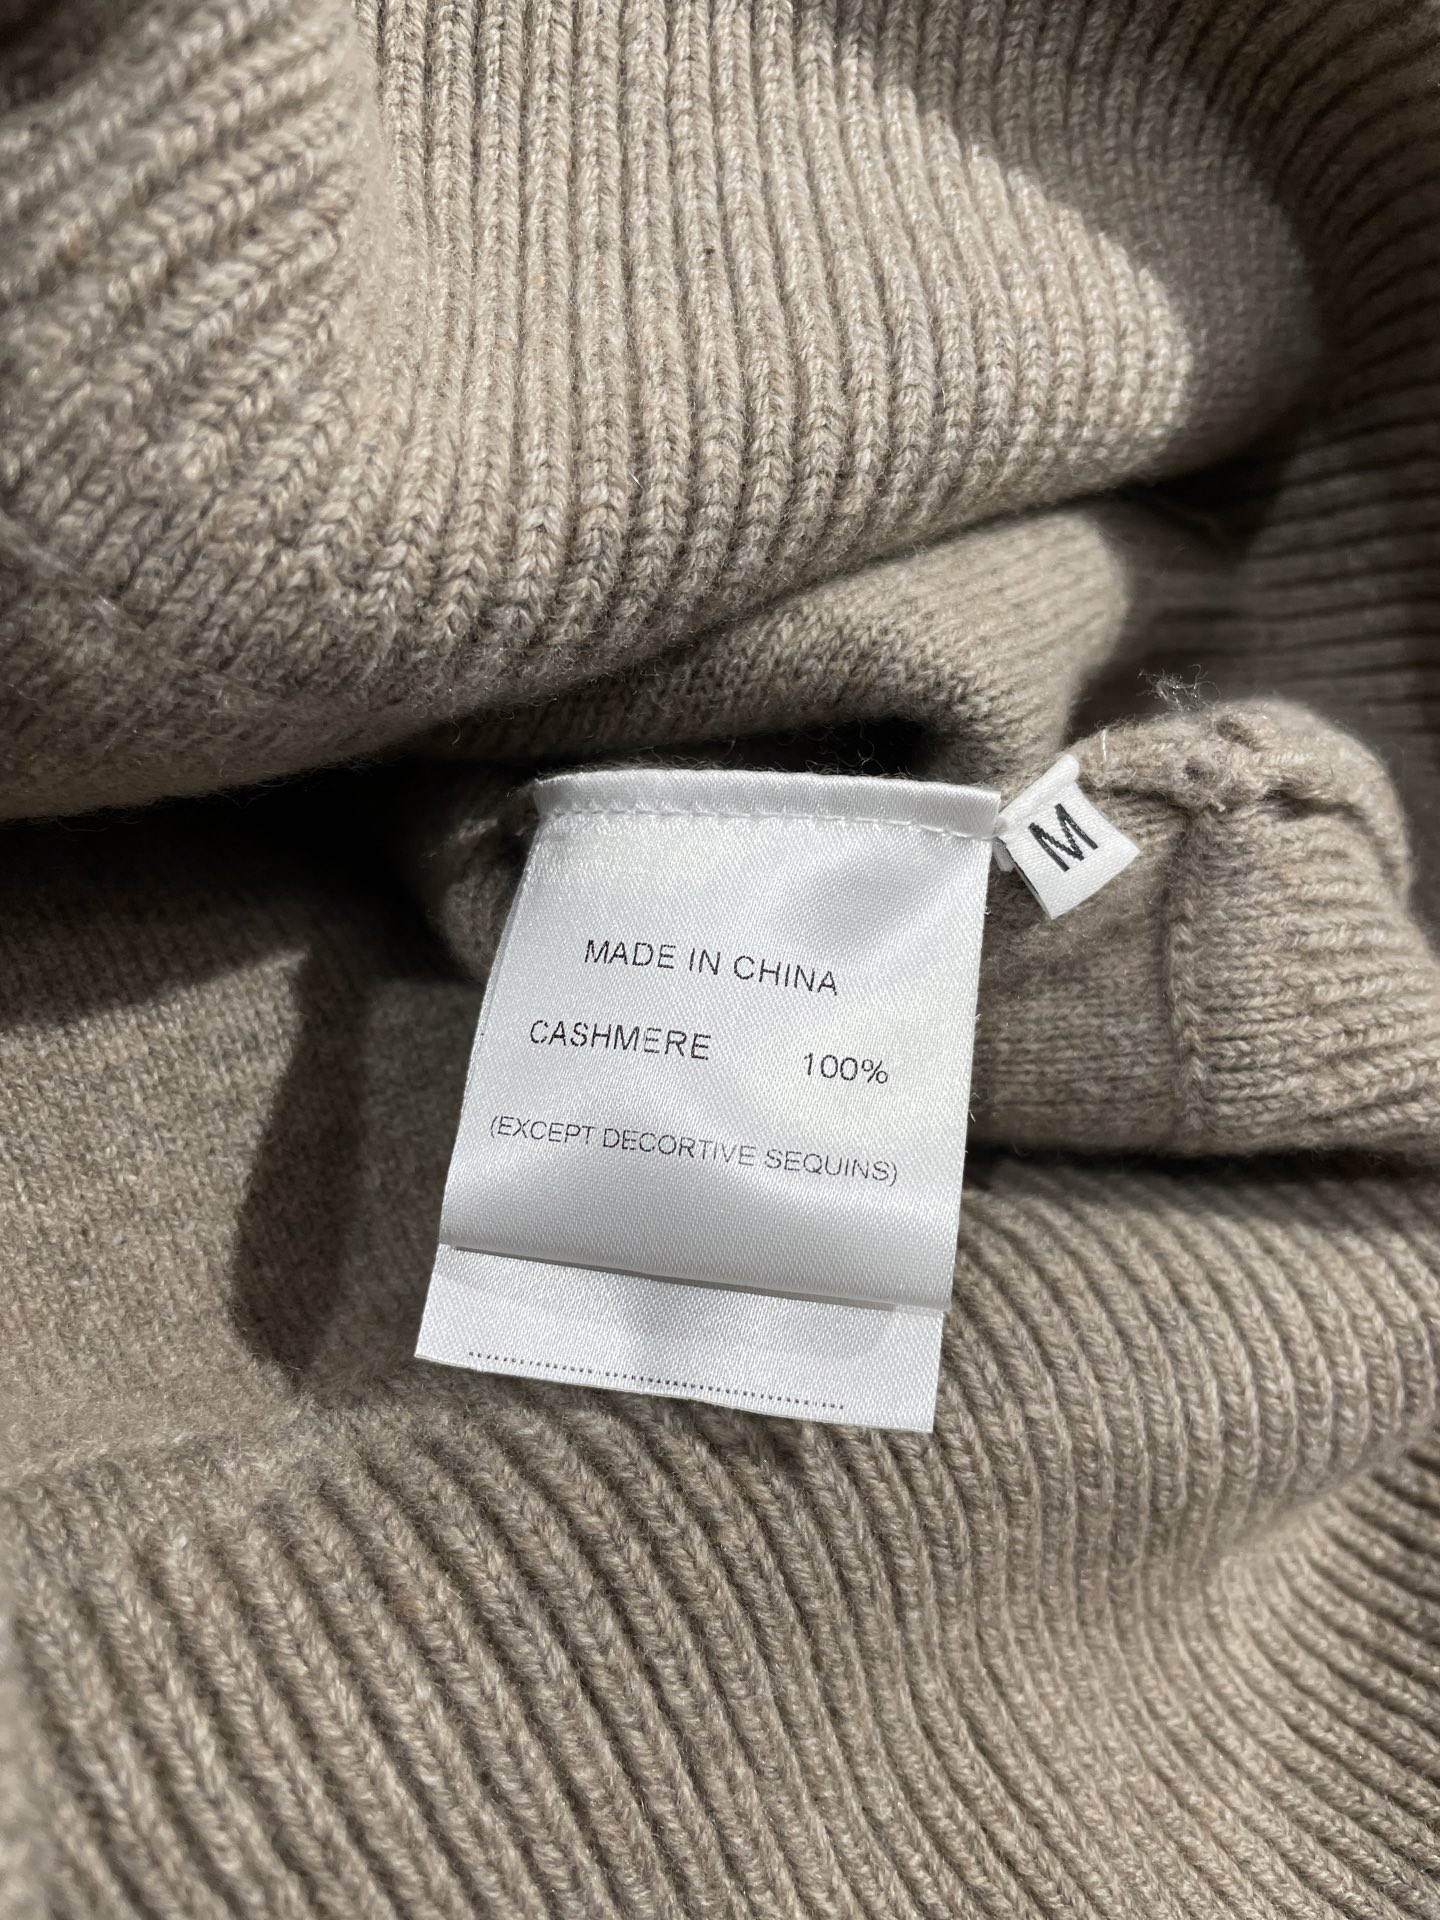 M
MADE IN CHINA
CASHMERE 100%
(EXCEPT DECORTIVE SEQUINS)